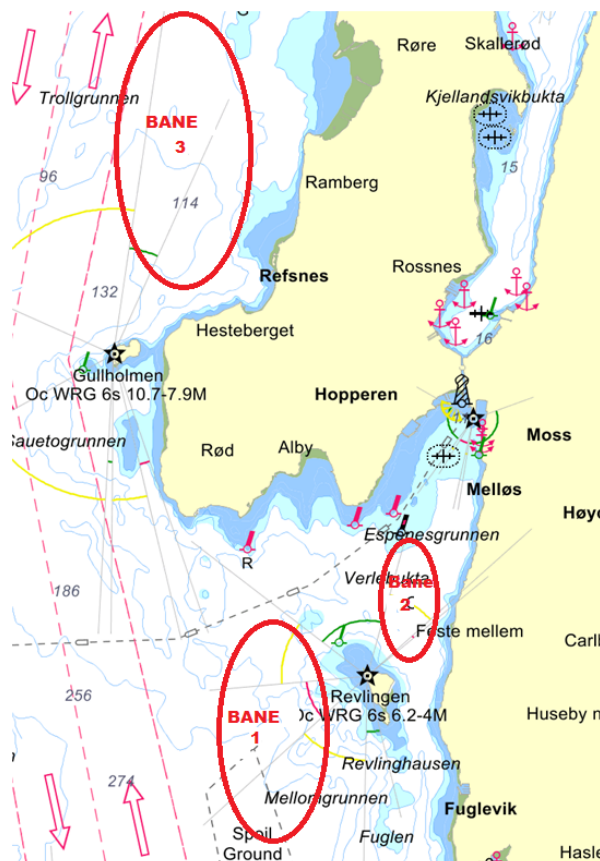 Røre
Skallerød
Trollgrunnen
Kjellandsvikbukta
BANE
3
15
96
Ramberg
114
Rossnes
Refsnes
132
Hesteberget
16
Gullholmen
Oc WRG 6s 10.7-7.9M
Hopperen
Sauetogrunnen
Rød
Alby
Moss
Melløs
Høy
Espenesgrunnen
R
Verlebukta
Bane
2
186
Feste mellem
Carl
256
Revlingen
Oc WRG 6s 6.2-4M
BANE
1
Huseby n
Revlinghausen
274
Mellomgrunnen
Fuglevik
Spoil
Ground
Fuglen
Hasle